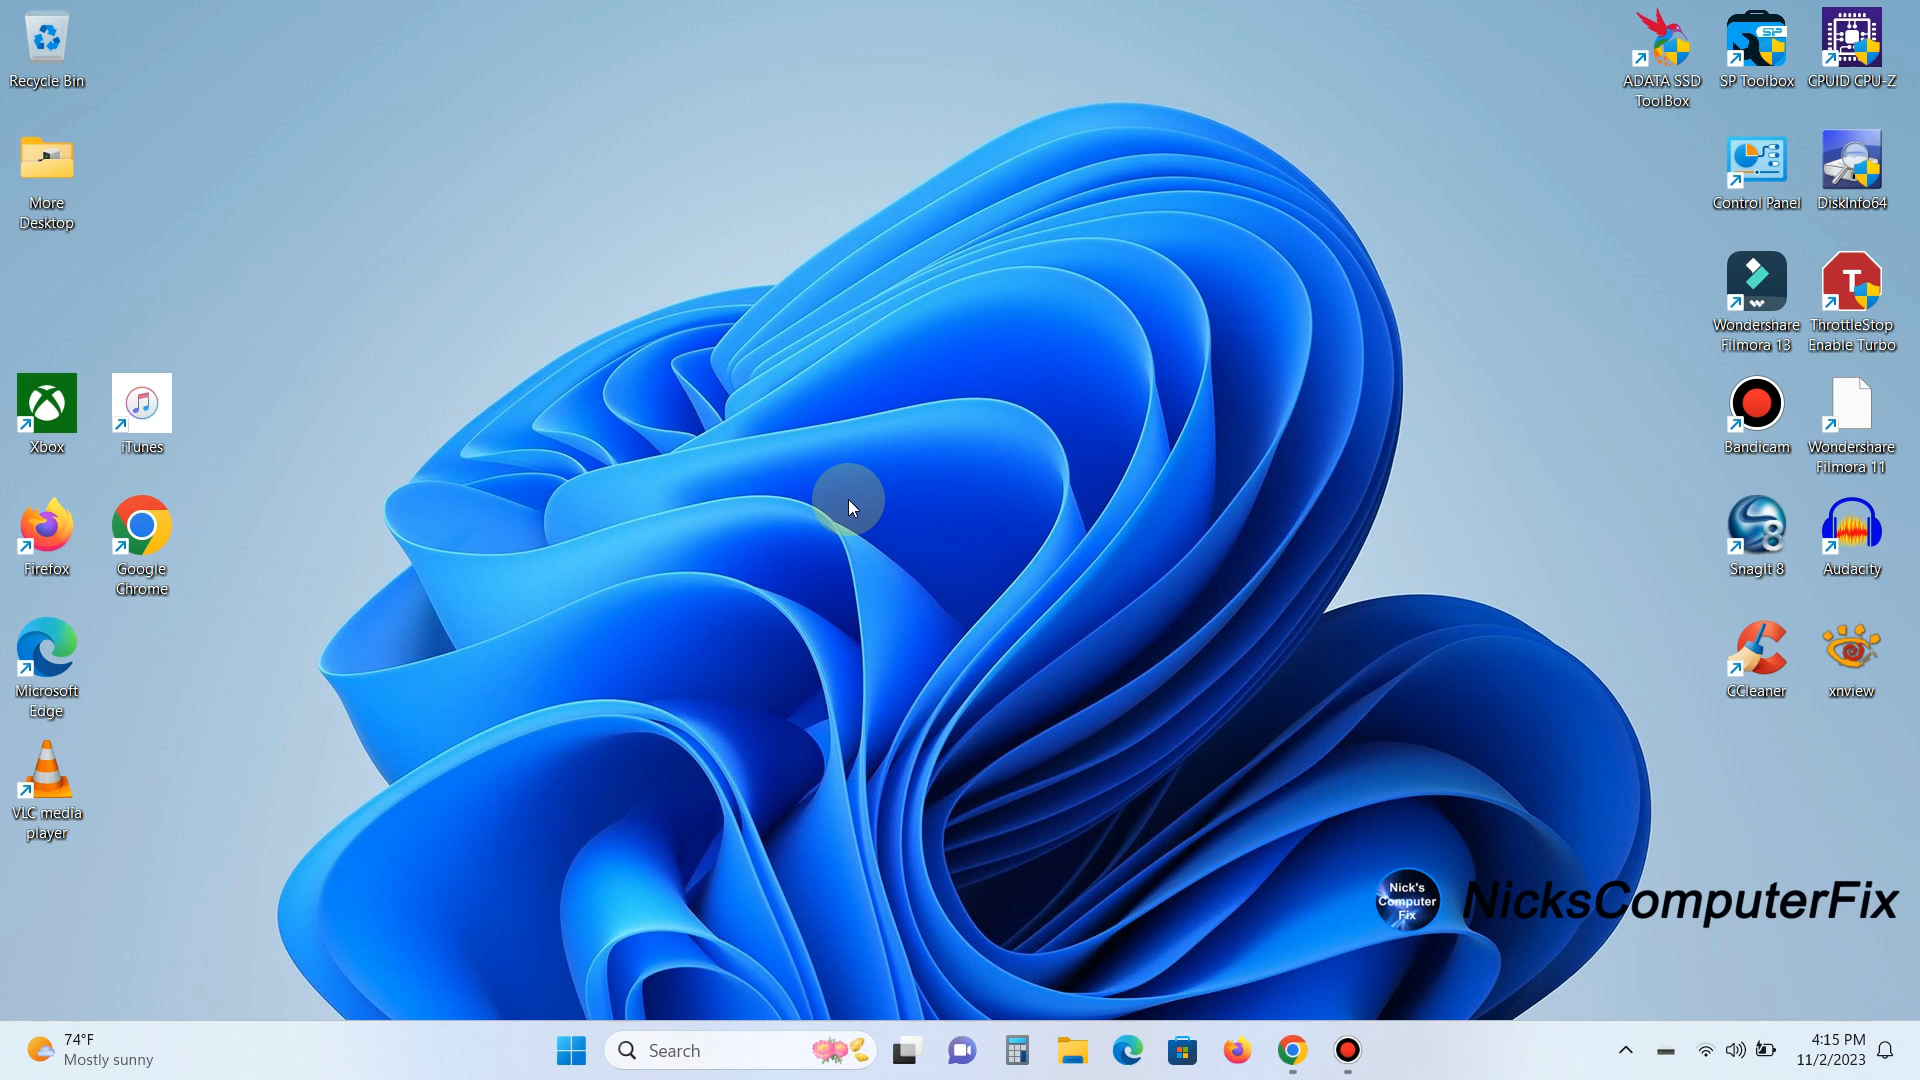 Recycle Bin
More
Desktop
Xbox
iTunes
Firefox
Google
Chrome
Microsoft
Edge
VLC media
player
ADATA SSD
ToolBox
SP Toolbox
CPUID CPU-Z
SP
Control Panel
DiskInfo64
T
Wondershare
Filmora 13
ThrottleStop
Enable Turbo
Bandicam
Wondershare
Filmora 11
8
SnagIt 8
Audacity
CCleaner
xnview
Nick's
Computer
Fix
NicksComputerFix
74°F
Mostly sunny
Search
4:15 PM
11/2/2023